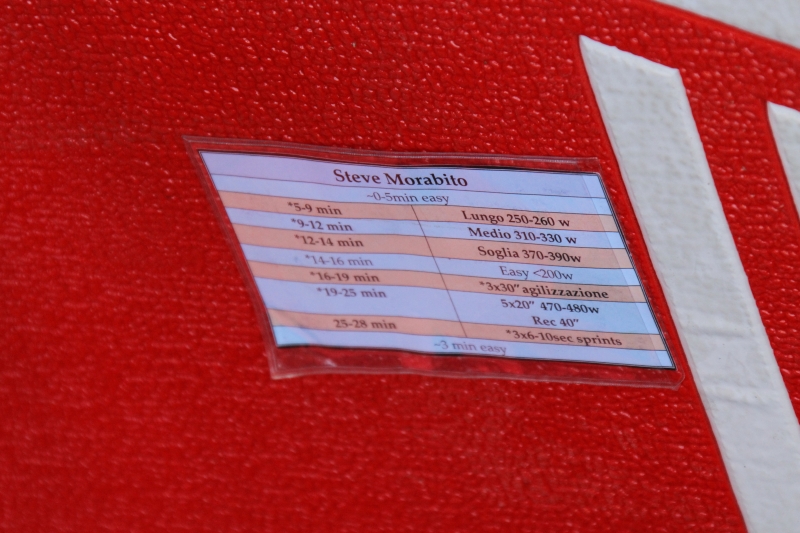 Steve Morabito
~0-5min easy
*5-9 min Lungo 250-260 w
*9-12 min Medio 310-330 w
*12-14 min Soglia 370-390w
*14-16 min Easy <200w
*16-19 min *3x30" agilizzazione
*19-25 min 5x20" 470-480w
Rec 40"
25-28 min *3x6-10sec sprints
~3 min easy